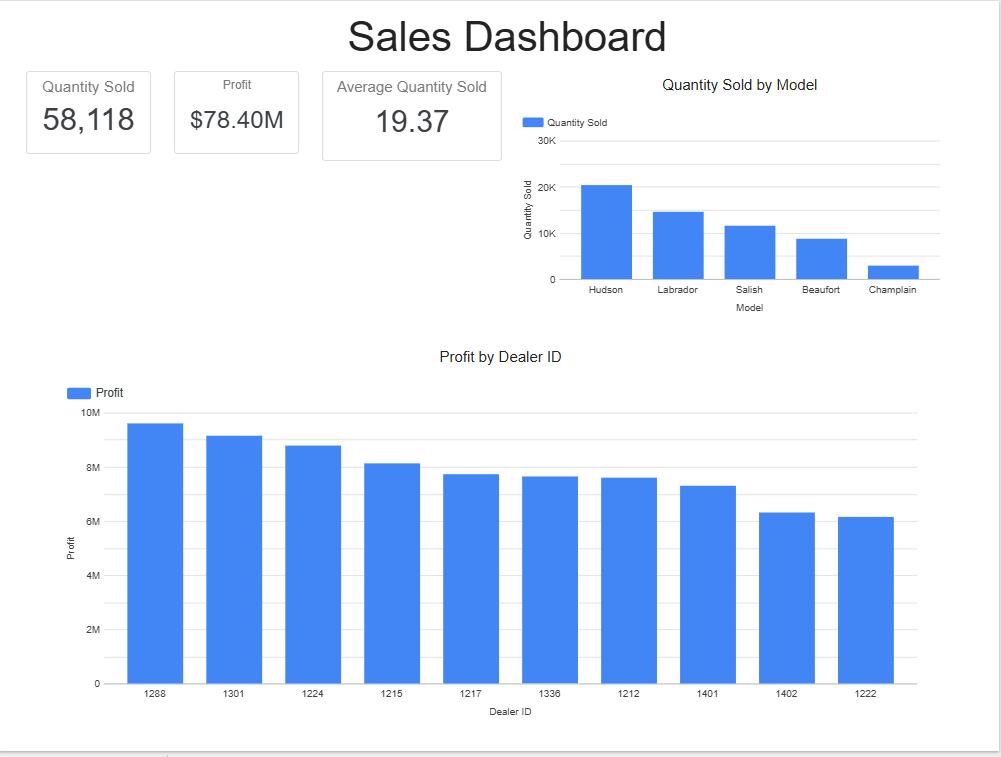 Sales Dashboard
Quantity Sold
58,118
Profit
$78.40M
Average Quantity Sold
19.37
Quantity Sold by Model
Quantity Sold
30K
20K
10K
0
Quantity Sold
Hudson Labrador Salish Beaufort Champlain
Model
Profit by Dealer ID
Profit
10M
8M
6M
4M
2M
0
Profit
1288 1301 1224 1215 1217 1336 1212 1401 1402 1222
Dealer ID